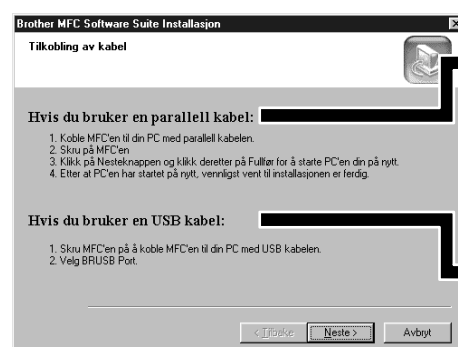 Brother MFC Software Suite Installasjon
Tilkobling av kabel
Hvis du bruker en parallell kabel:
1. Koble MFC'en til din PC med parallell kabelen.
2. Skru på MFC'en
3. Klikk på Nesteknappen og klikk deretter på Fullfør for å starte PC'en din på nytt.
4. Etter at PC'en har startet på nytt, vennligst vent til installasjonen er ferdig.
Hvis du bruker en USB kabel:
1. Skru MFC'en på å koble MFC'en til din PC med USB kabelen.
2. Velg BRUSB Port.
< Tilbake Neste > Avbryt